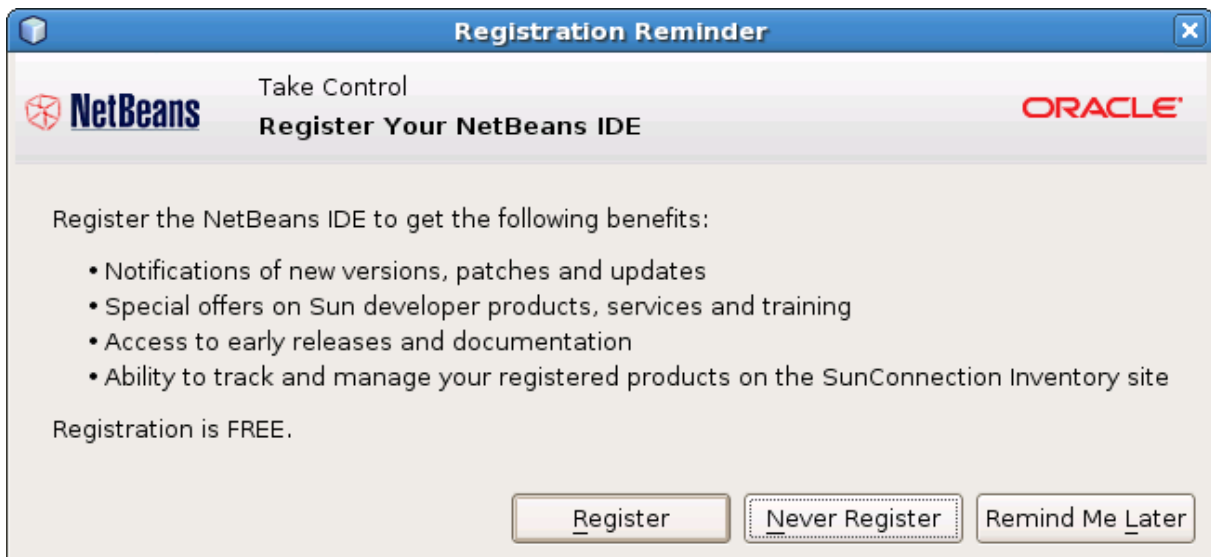 Registration Reminder
NetBeans
Take Control
Register Your NetBeans IDE
ORACLE
Register the NetBeans IDE to get the following benefits:
• Notifications of new versions, patches and updates
• Special offers on Sun developer products, services and training
• Access to early releases and documentation
• Ability to track and manage your registered products on the SunConnection Inventory site
Registration is FREE.
Register Never Register Remind Me Later